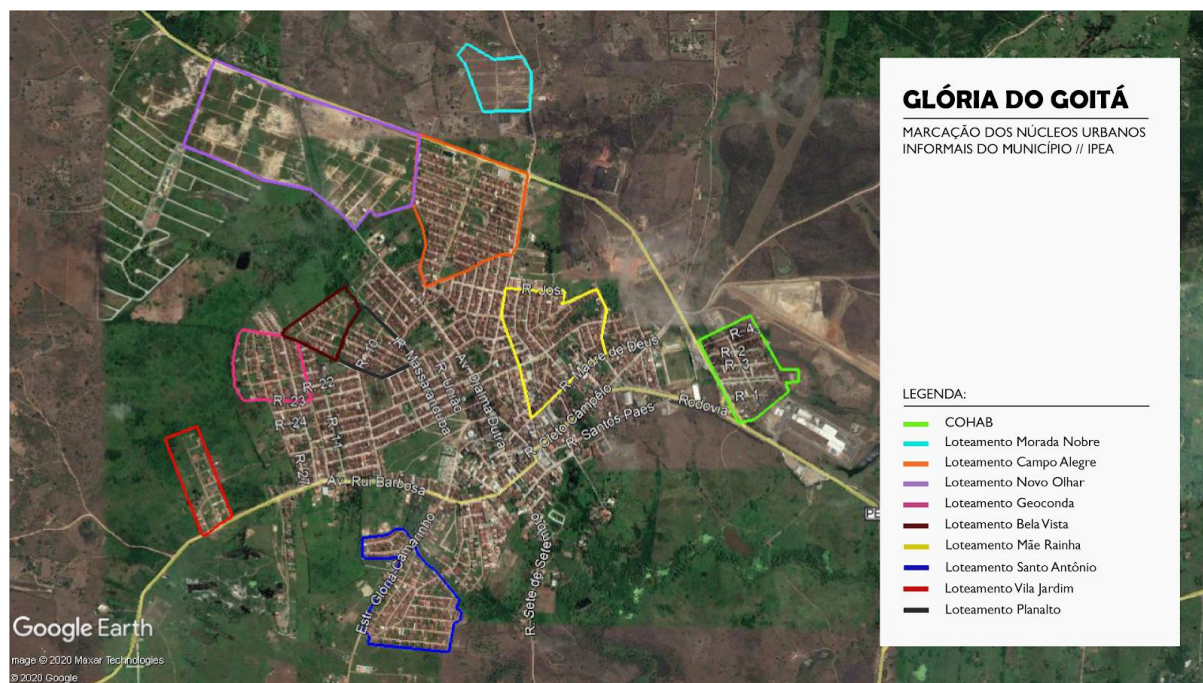 GLÓRIA DO GOITÁ
MARCAÇÃO DOS NÚCLEOS URBANOS
INFORMAIS DO MUNICÍPIO // IPEA
LEGENDA:
COHAB
Loteamento Morada Nobre
Loteamento Campo Alegre
Loteamento Novo Olhar
Loteamento Geoconda
Loteamento Bela Vista
Loteamento Mãe Rainha
Loteamento Santo Antônio
Loteamento Vila Jardim
Loteamento Planalto
R. Jos
R. Madre de Deus
R. 4
R. 2
R. 3
R. 1
R. 10
R. Massaranduba
R. União
Av. Djalma Dutra
R. Cleto Campelo
R. Santos Paes
Rodovia
R. 22
R. 23
R. 24
R. 11
R. 27
Av. Rui Barbosa
Estr. Glória-Camarinho
R. Sete de Setembro
PE
Google Earth
mage © 2020 Maxar Technologies
© 2020 Google